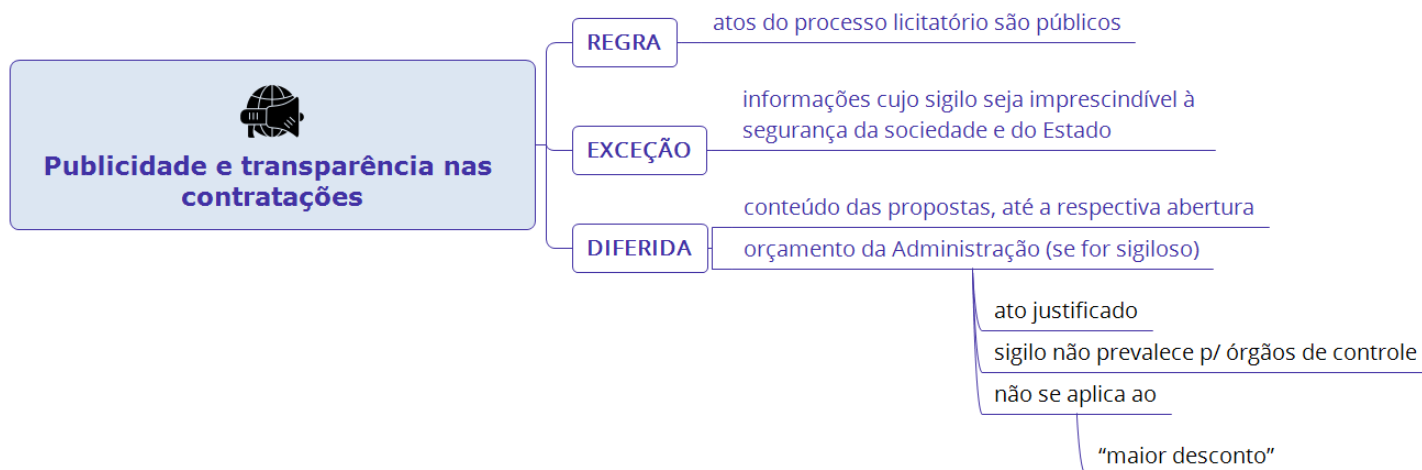 Publicidade e transparência nas
contratações
REGRA
atos do processo licitatório são públicos
EXCEÇÃO
informações cujo sigilo seja imprescindível à
segurança da sociedade e do Estado
DIFERIDA
conteúdo das propostas, até a respectiva abertura
orçamento da Administração (se for sigiloso)
ato justificado
sigilo não prevalece p/ órgãos de controle
não se aplica ao
“maior desconto”